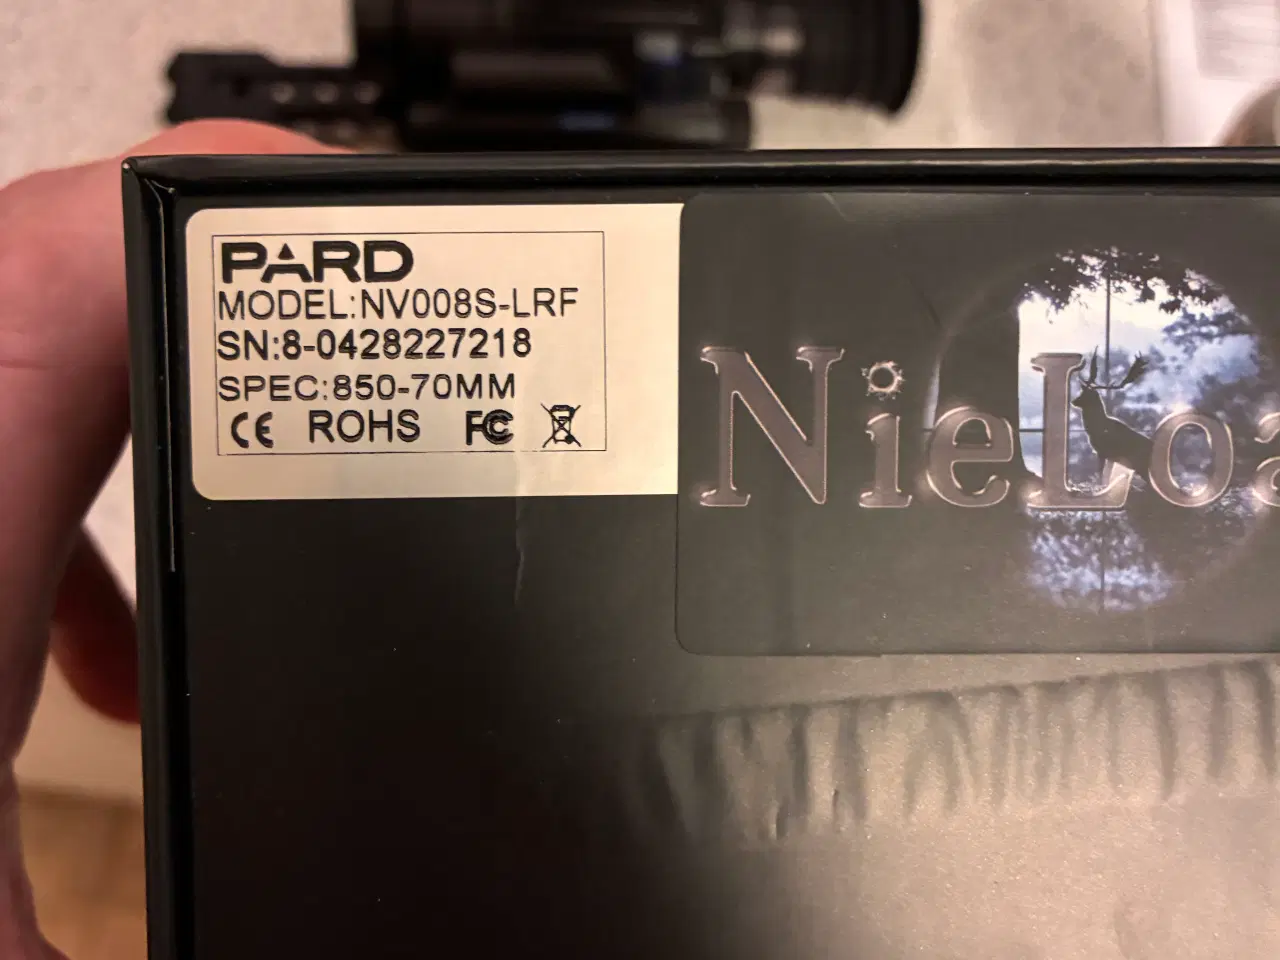 PARD
MODEL:NV008S-LRF
SN:8-0428227218
SPEC:850-70MM
CE ROHS FC
NieLoa